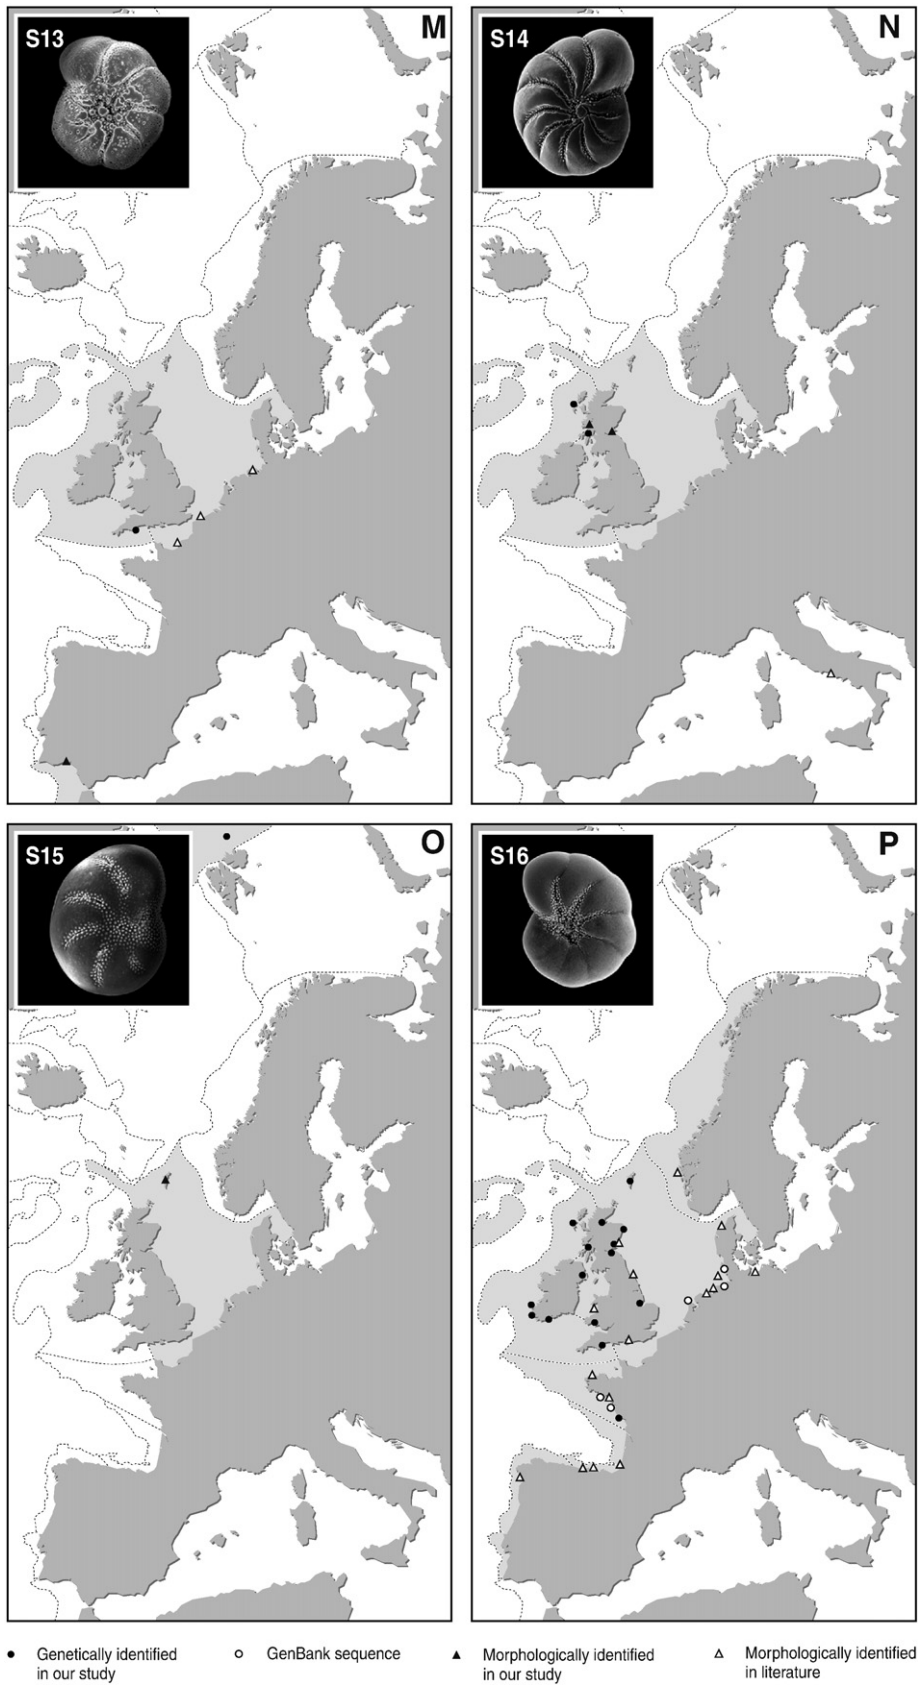 S13
M
S14
N
S15
O
S16
P
Genetically identified
in our study
GenBank sequence
Morphologically identified
in our study
Morphologically identified
in literature